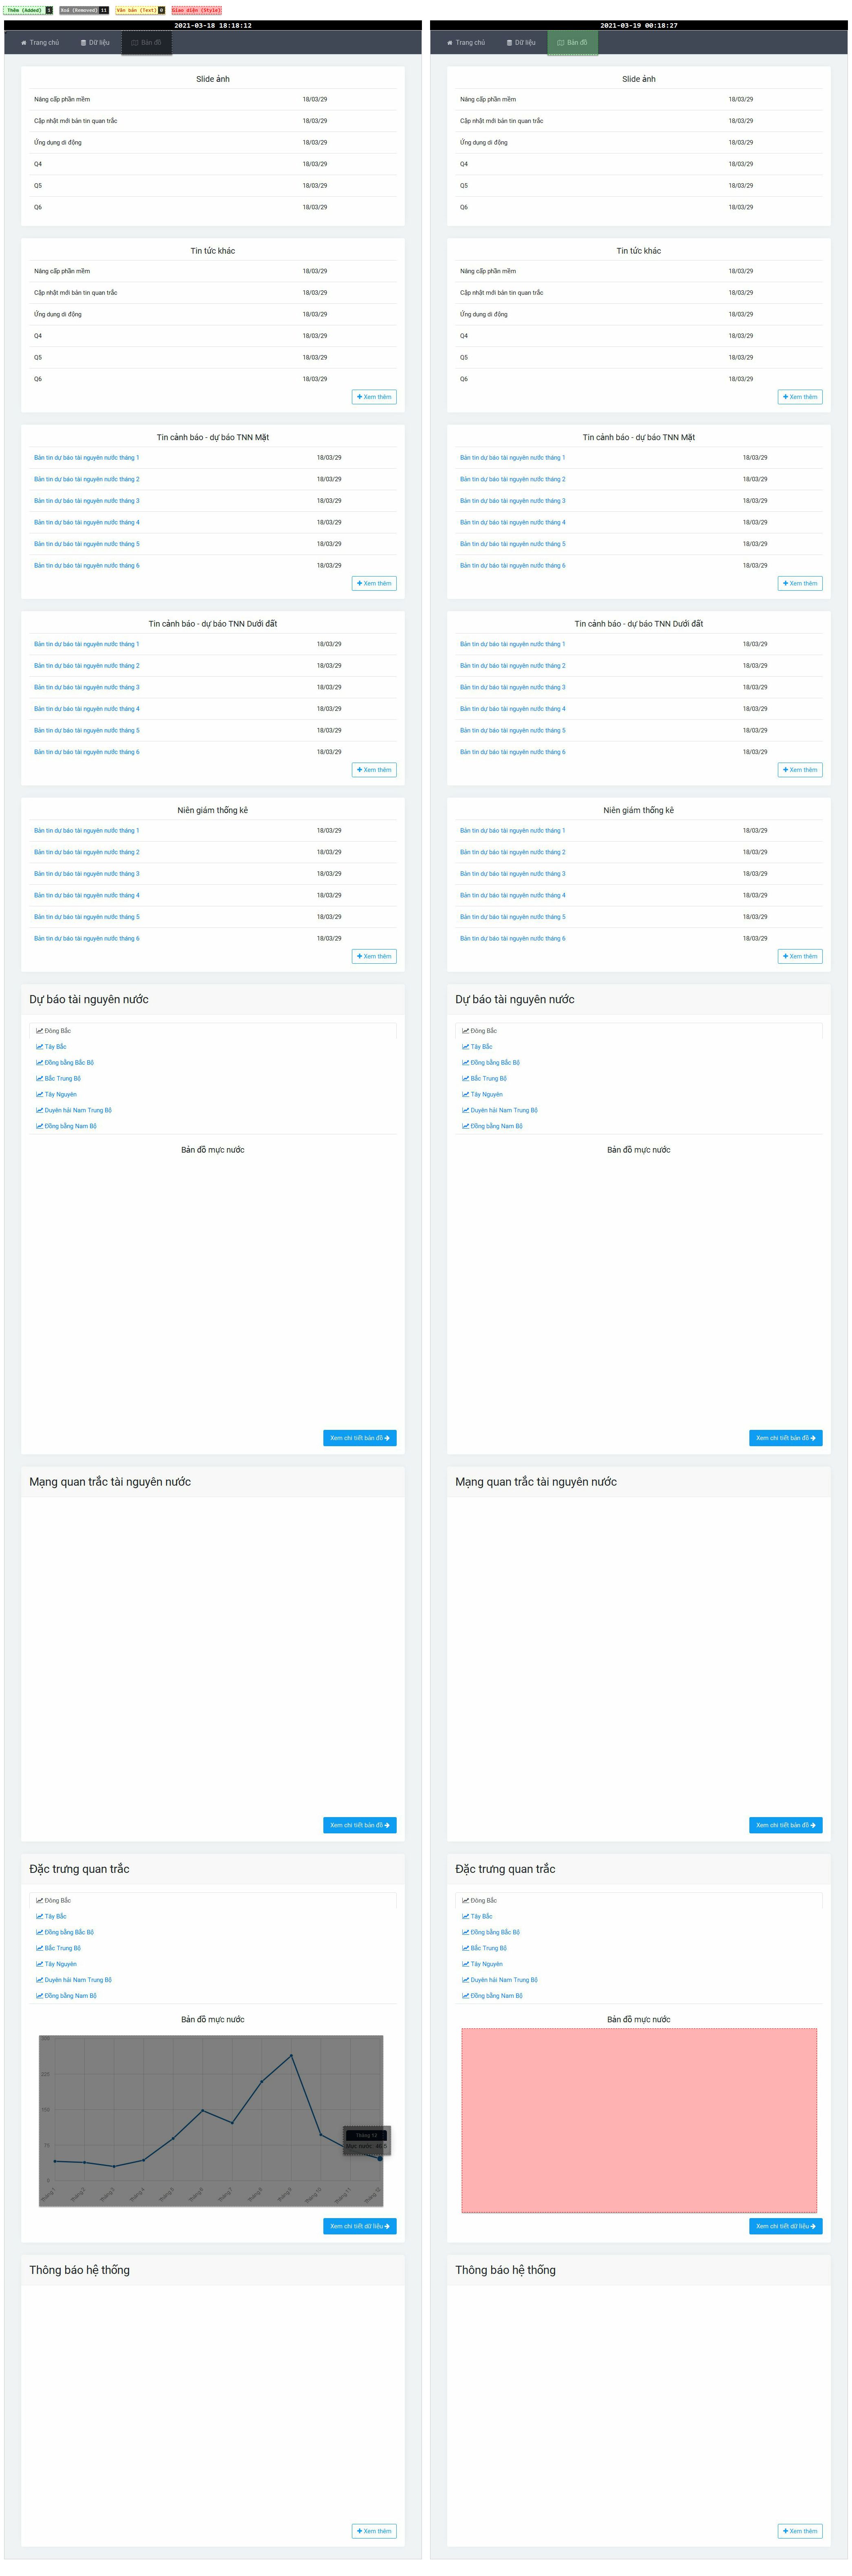 Thêm (Added) 1 Xoá (Removed) 11 Văn bản (Text) 0 Giao diện (Style)
2021-03-18 18:18:12
Trang chủ Dữ liệu Bản đồ
Slide ảnh
Nâng cấp phần mềm 18/03/29
Cập nhật mới bản tin quan trắc 18/03/29
Ứng dụng di động 18/03/29
Q4 18/03/29
Q5 18/03/29
Q6 18/03/29
Tin tức khác
Nâng cấp phần mềm 18/03/29
Cập nhật mới bản tin quan trắc 18/03/29
Ứng dụng di động 18/03/29
Q4 18/03/29
Q5 18/03/29
Q6 18/03/29
Xem thêm
Tin cảnh báo - dự báo TNN Mặt
Bản tin dự báo tài nguyên nước tháng 1 18/03/29
Bản tin dự báo tài nguyên nước tháng 2 18/03/29
Bản tin dự báo tài nguyên nước tháng 3 18/03/29
Bản tin dự báo tài nguyên nước tháng 4 18/03/29
Bản tin dự báo tài nguyên nước tháng 5 18/03/29
Bản tin dự báo tài nguyên nước tháng 6 18/03/29
Xem thêm
Tin cảnh báo - dự báo TNN Dưới đất
Bản tin dự báo tài nguyên nước tháng 1 18/03/29
Bản tin dự báo tài nguyên nước tháng 2 18/03/29
Bản tin dự báo tài nguyên nước tháng 3 18/03/29
Bản tin dự báo tài nguyên nước tháng 4 18/03/29
Bản tin dự báo tài nguyên nước tháng 5 18/03/29
Bản tin dự báo tài nguyên nước tháng 6 18/03/29
Xem thêm
Niên giám thống kê
Bản tin dự báo tài nguyên nước tháng 1 18/03/29
Bản tin dự báo tài nguyên nước tháng 2 18/03/29
Bản tin dự báo tài nguyên nước tháng 3 18/03/29
Bản tin dự báo tài nguyên nước tháng 4 18/03/29
Bản tin dự báo tài nguyên nước tháng 5 18/03/29
Bản tin dự báo tài nguyên nước tháng 6 18/03/29
Xem thêm
Dự báo tài nguyên nước
Đông Bắc
Tây Bắc
Đồng bằng Bắc Bộ
Bắc Trung Bộ
Tây Nguyên
Duyên hải Nam Trung Bộ
Đồng bằng Nam Bộ
Bản đồ mực nước
Xem chi tiết bản đồ
Mạng quan trắc tài nguyên nước
Xem chi tiết bản đồ
Đặc trưng quan trắc
Đông Bắc
Tây Bắc
Đồng bằng Bắc Bộ
Bắc Trung Bộ
Tây Nguyên
Duyên hải Nam Trung Bộ
Đồng bằng Nam Bộ
Bản đồ mực nước
300
225
150
75
0
Tháng 12
Tháng 1 Tháng 2 Tháng 3 Tháng 4 Tháng 5 Tháng 6 Tháng 7 Tháng 8 Tháng 9 Tháng 10 Tháng 11 Tháng 12
Xem chi tiết dữ liệu
Thông báo hệ thống
Xem thêm
2021-03-19 00:18:27
Trang chủ Dữ liệu Bản đồ
Slide ảnh
Nâng cấp phần mềm 18/03/29
Cập nhật mới bản tin quan trắc 18/03/29
Ứng dụng di động 18/03/29
Q4 18/03/29
Q5 18/03/29
Q6 18/03/29
Tin tức khác
Nâng cấp phần mềm 18/03/29
Cập nhật mới bản tin quan trắc 18/03/29
Ứng dụng di động 18/03/29
Q4 18/03/29
Q5 18/03/29
Q6 18/03/29
Xem thêm
Tin cảnh báo - dự báo TNN Mặt
Bản tin dự báo tài nguyên nước tháng 1 18/03/29
Bản tin dự báo tài nguyên nước tháng 2 18/03/29
Bản tin dự báo tài nguyên nước tháng 3 18/03/29
Bản tin dự báo tài nguyên nước tháng 4 18/03/29
Bản tin dự báo tài nguyên nước tháng 5 18/03/29
Bản tin dự báo tài nguyên nước tháng 6 18/03/29
Xem thêm
Tin cảnh báo - dự báo TNN Dưới đất
Bản tin dự báo tài nguyên nước tháng 1 18/03/29
Bản tin dự báo tài nguyên nước tháng 2 18/03/29
Bản tin dự báo tài nguyên nước tháng 3 18/03/29
Bản tin dự báo tài nguyên nước tháng 4 18/03/29
Bản tin dự báo tài nguyên nước tháng 5 18/03/29
Bản tin dự báo tài nguyên nước tháng 6 18/03/29
Xem thêm
Niên giám thống kê
Bản tin dự báo tài nguyên nước tháng 1 18/03/29
Bản tin dự báo tài nguyên nước tháng 2 18/03/29
Bản tin dự báo tài nguyên nước tháng 3 18/03/29
Bản tin dự báo tài nguyên nước tháng 4 18/03/29
Bản tin dự báo tài nguyên nước tháng 5 18/03/29
Bản tin dự báo tài nguyên nước tháng 6 18/03/29
Xem thêm
Dự báo tài nguyên nước
Đông Bắc
Tây Bắc
Đồng bằng Bắc Bộ
Bắc Trung Bộ
Tây Nguyên
Duyên hải Nam Trung Bộ
Đồng bằng Nam Bộ
Bản đồ mực nước
Xem chi tiết bản đồ
Mạng quan trắc tài nguyên nước
Xem chi tiết bản đồ
Đặc trưng quan trắc
Đông Bắc
Tây Bắc
Đồng bằng Bắc Bộ
Bắc Trung Bộ
Tây Nguyên
Duyên hải Nam Trung Bộ
Đồng bằng Nam Bộ
Bản đồ mực nước
Xem chi tiết dữ liệu
Thông báo hệ thống
Xem thêm